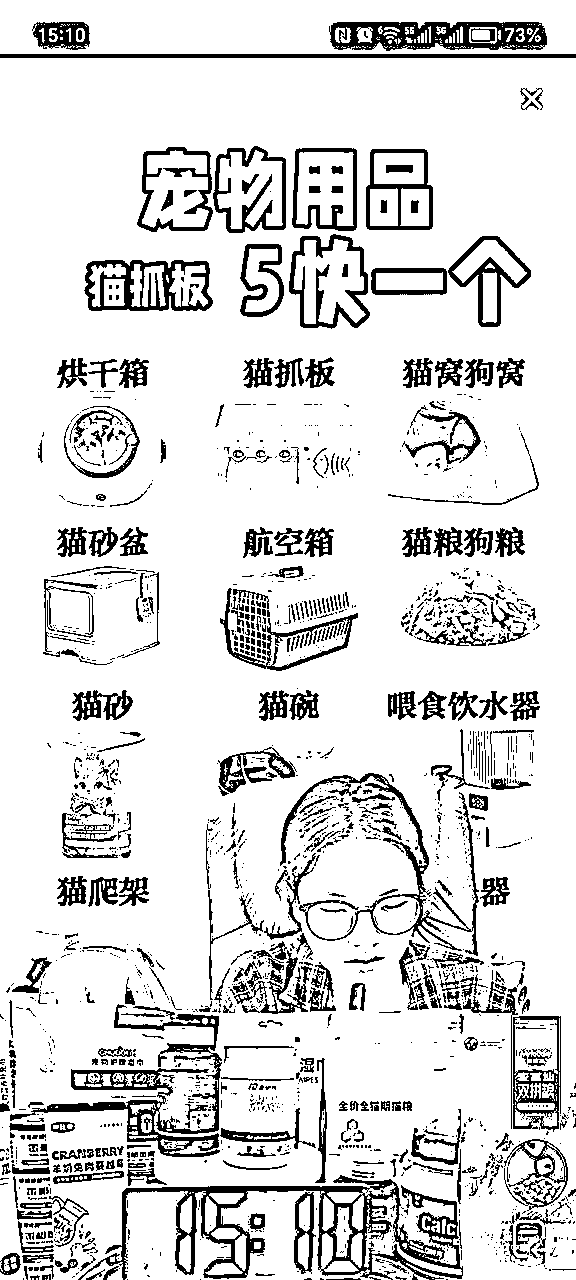 15:10 73%
宠物用品
猫抓板 5快一个
烘干箱 猫抓板 猫窝狗窝
猫砂盆 航空箱 猫粮狗粮
猫砂 猫碗 喂食饮水器
猫爬架 器
全价全期猫粮
CRANBERRY
Calc
15:10